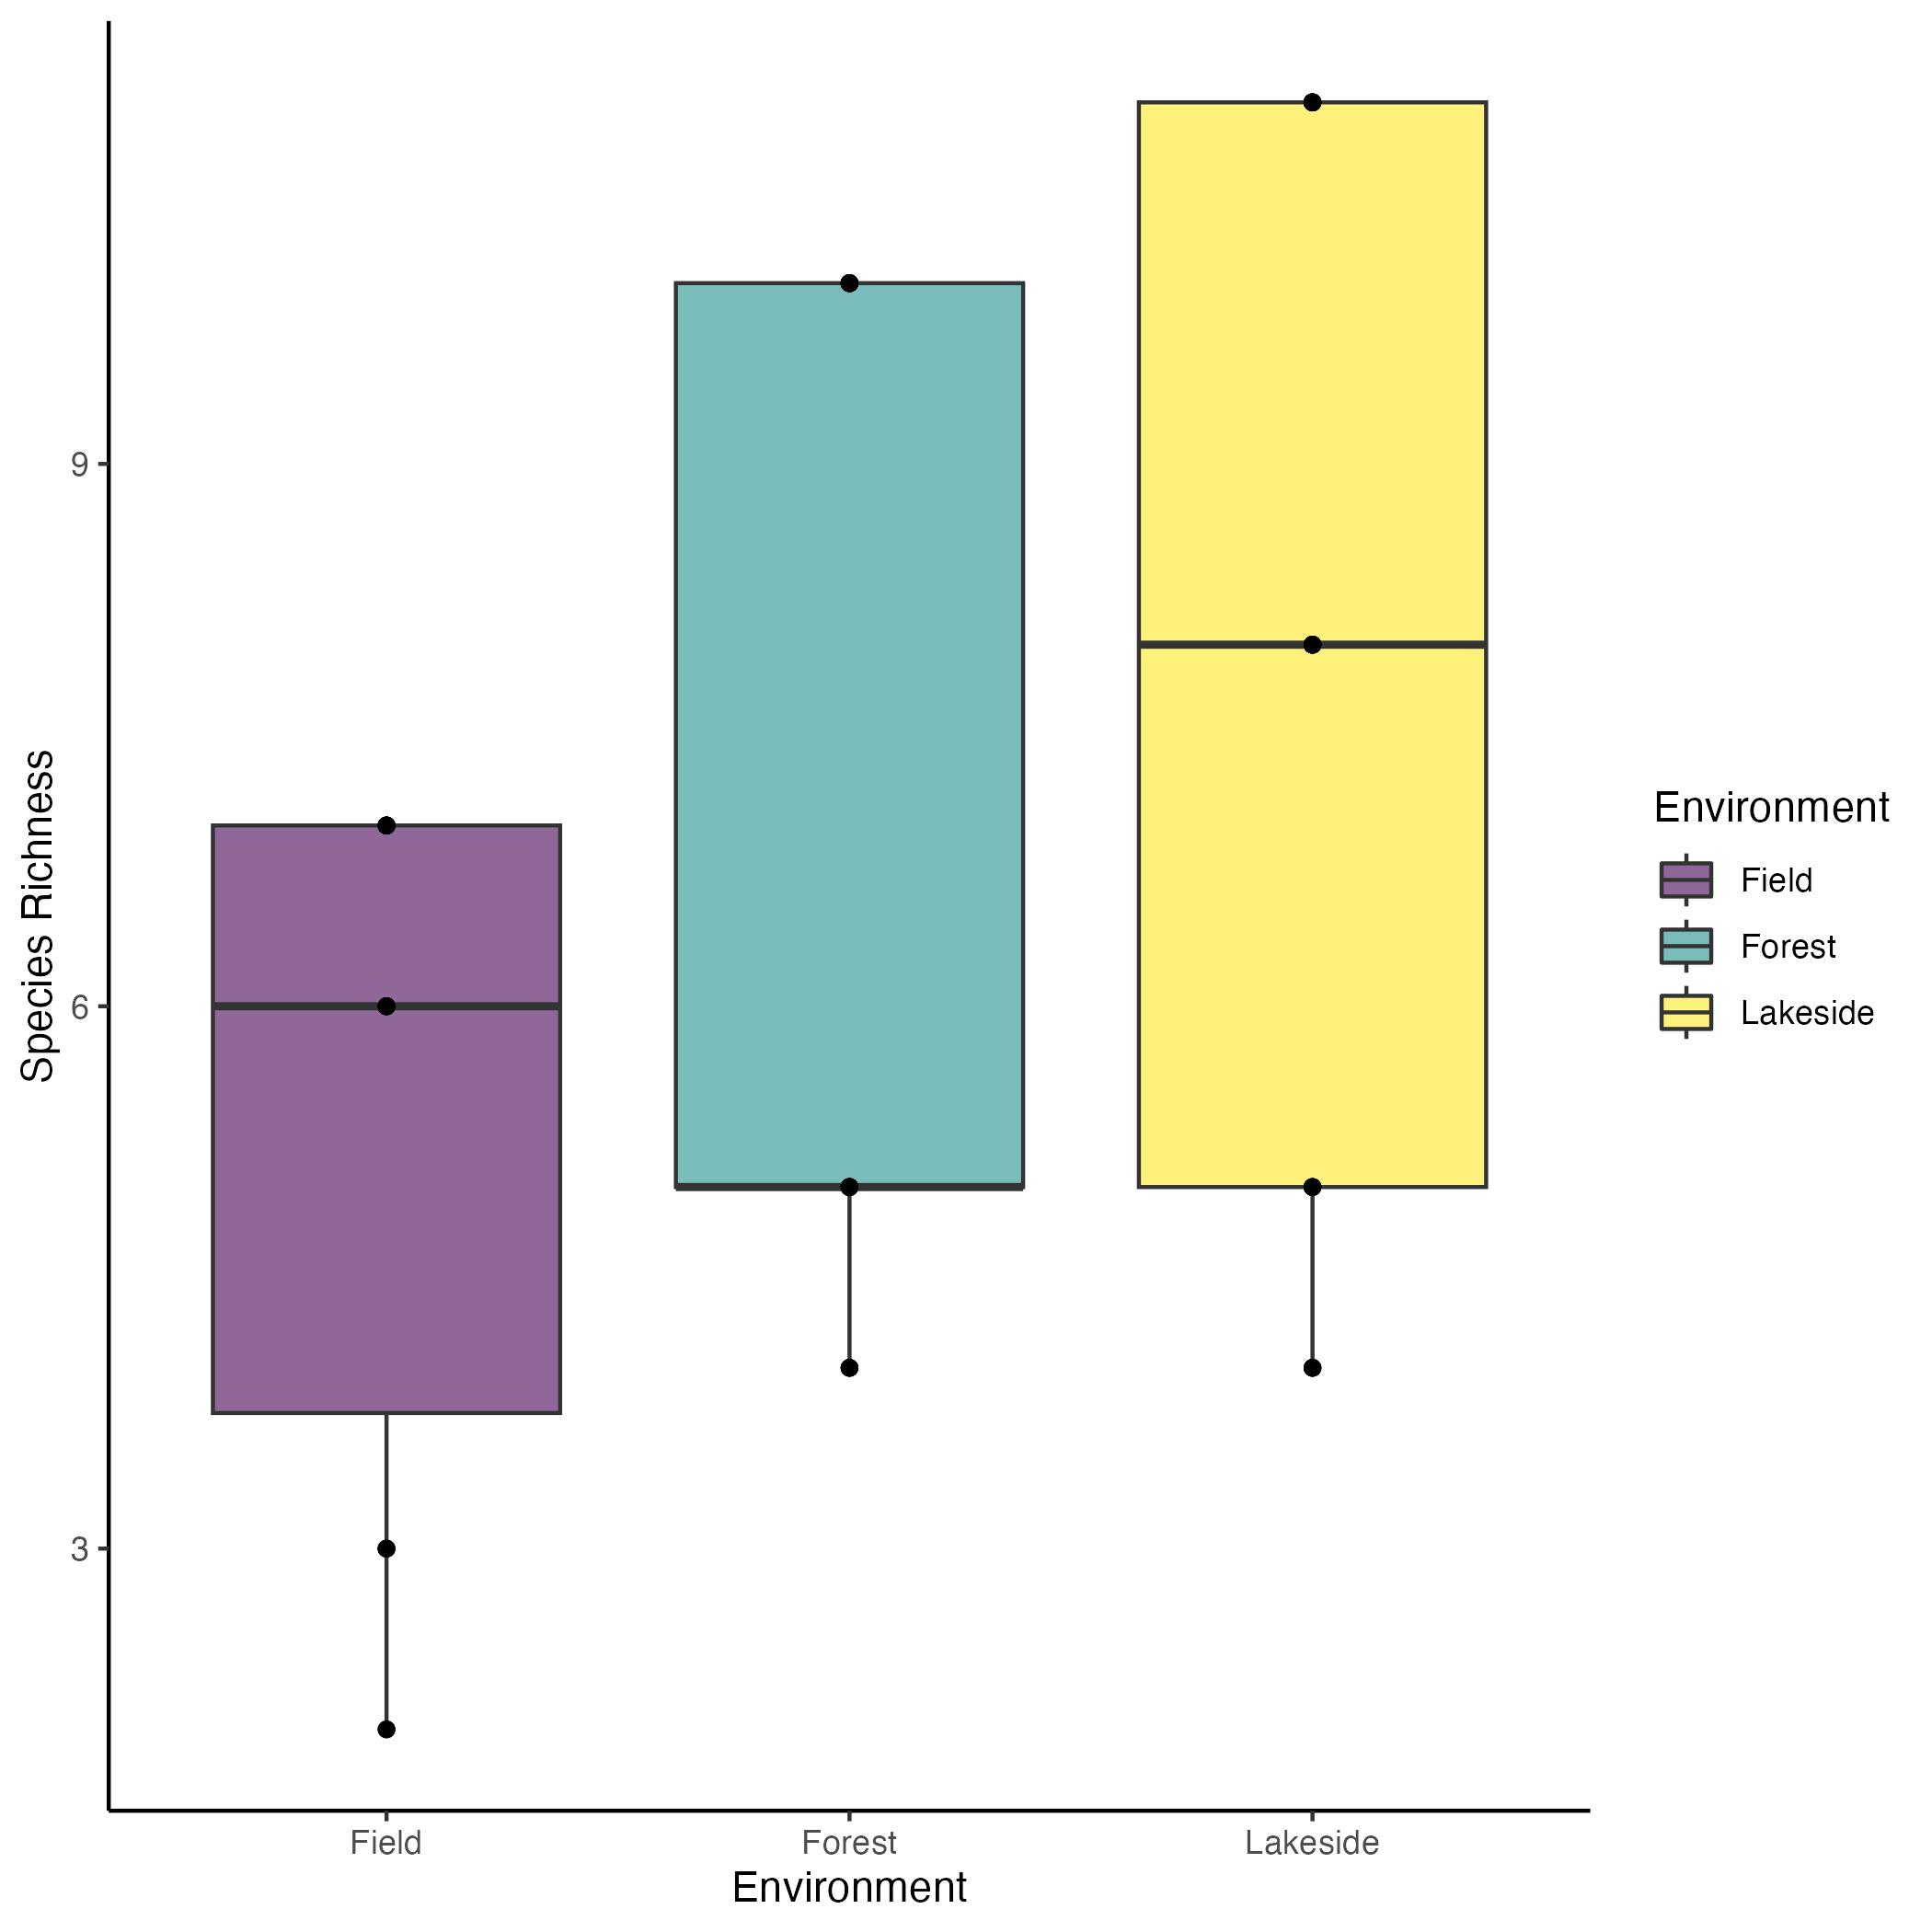 9
6
3
Species Richness
Field
Forest
Lakeside
Environment
Environment
Field
Forest
Lakeside